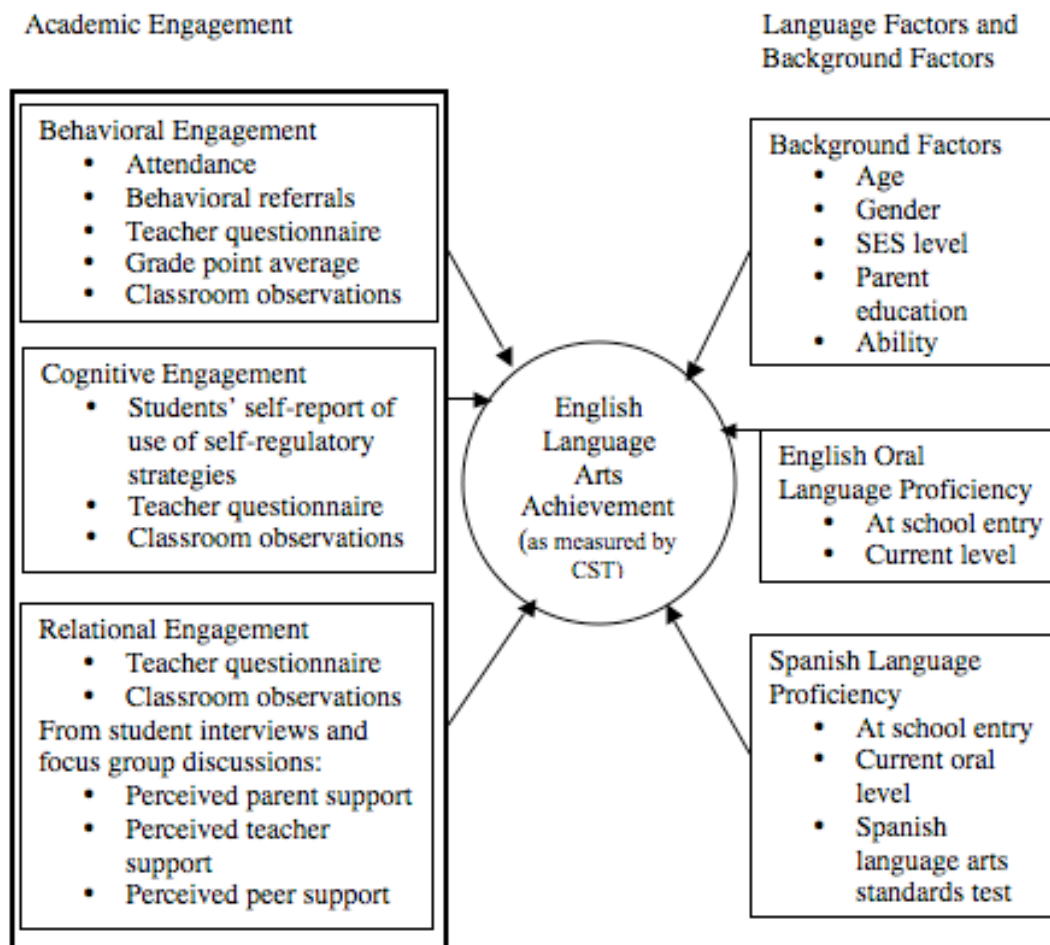 Academic Engagement
Behavioral Engagement
• Attendance
• Behavioral referrals
• Teacher questionnaire
• Grade point average
• Classroom observations
Cognitive Engagement
• Students' self-report of
use of self-regulatory
strategies
• Teacher questionnaire
• Classroom observations
Relational Engagement
• Teacher questionnaire
• Classroom observations
From student interviews and
focus group discussions:
• Perceived parent support
• Perceived teacher
support
• Perceived peer support
English
Language
Arts
Achievement
(as measured by
CST)
Language Factors and
Background Factors
Background Factors
• Age
• Gender
• SES level
• Parent
education
• Ability
English Oral
Language Proficiency
• At school entry
• Current level
Spanish Language
Proficiency
• At school entry
• Current oral
level
• Spanish
language arts
standards test